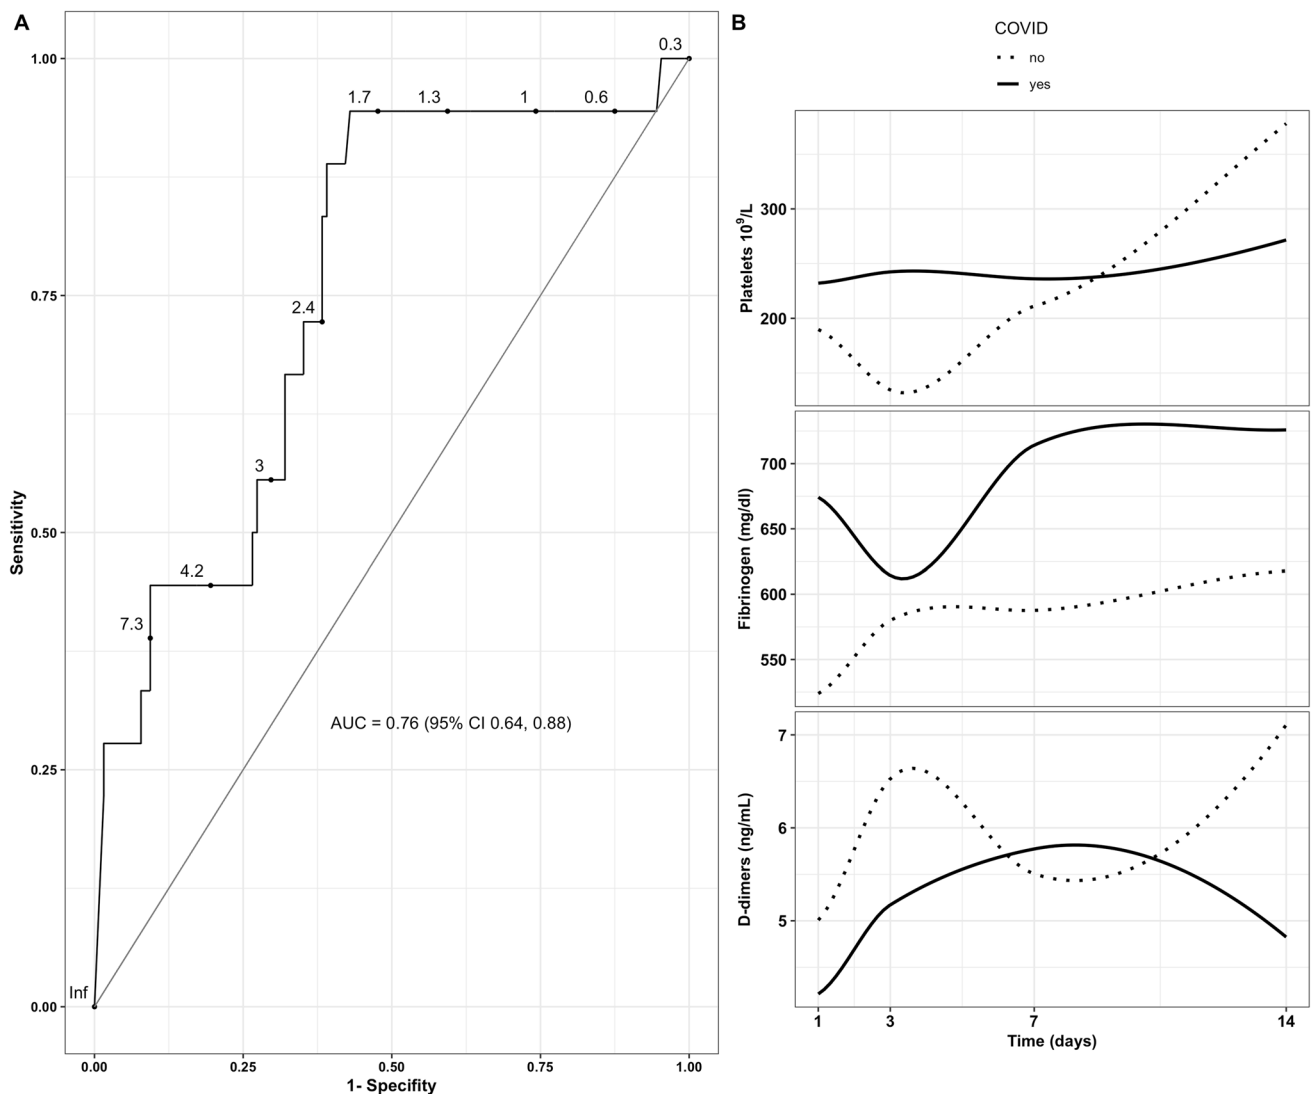 A
1.00
0.75
0.50
0.25
0.00
Sensitivity
0.3
1.7
1.3
1
0.6
2.4
3
4.2
7.3
AUC = 0.76 (95% CI 0.64, 0.88)
Inf
0.00
0.25
0.50
0.75
1.00
1- Specifity
B
COVID
no
yes
Platelets 10⁹/L
300
200
Fibrinogen (mg/dl)
700
650
600
550
D-dimers (ng/mL)
7
6
5
1
3
7
14
Time (days)